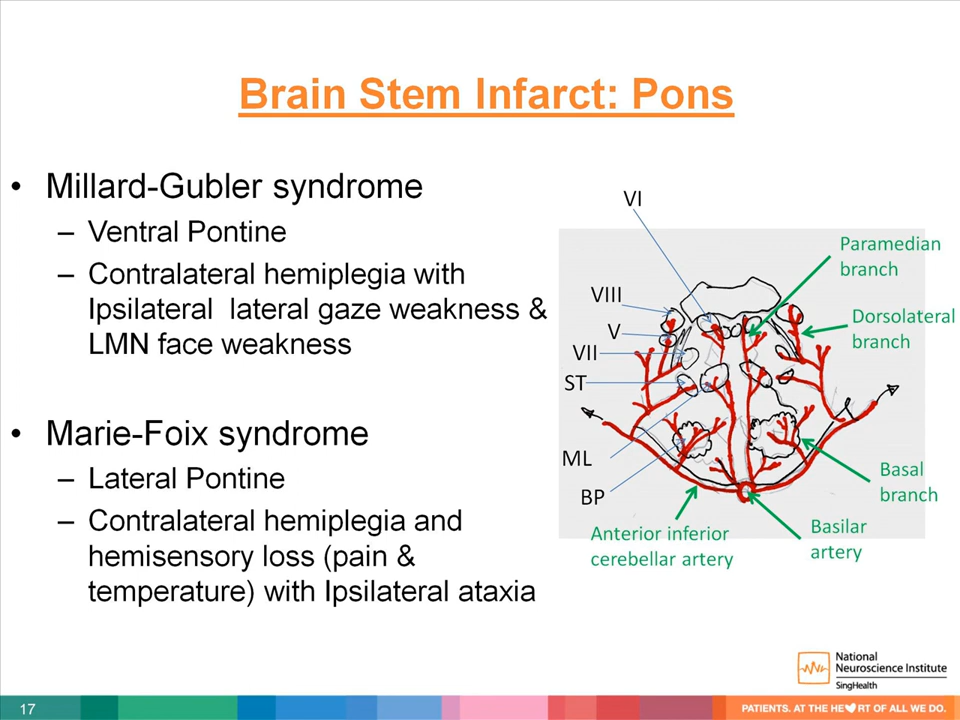 Brain Stem Infarct: Pons
• Millard-Gubler syndrome
– Ventral Pontine
– Contralateral hemiplegia with
Ipsilateral lateral gaze weakness &
LMN face weakness
• Marie-Foix syndrome
– Lateral Pontine
– Contralateral hemiplegia and
hemisensory loss (pain &
temperature) with Ipsilateral ataxia
VI
VIII
V
VII
ST
ML
BP
Paramedian
branch
Dorsolateral
branch
Basal
branch
Basilar
artery
Anterior inferior
cerebellar artery
National
Neuroscience Institute
SingHealth
17
PATIENTS. AT THE HE RT OF ALL WE DO.